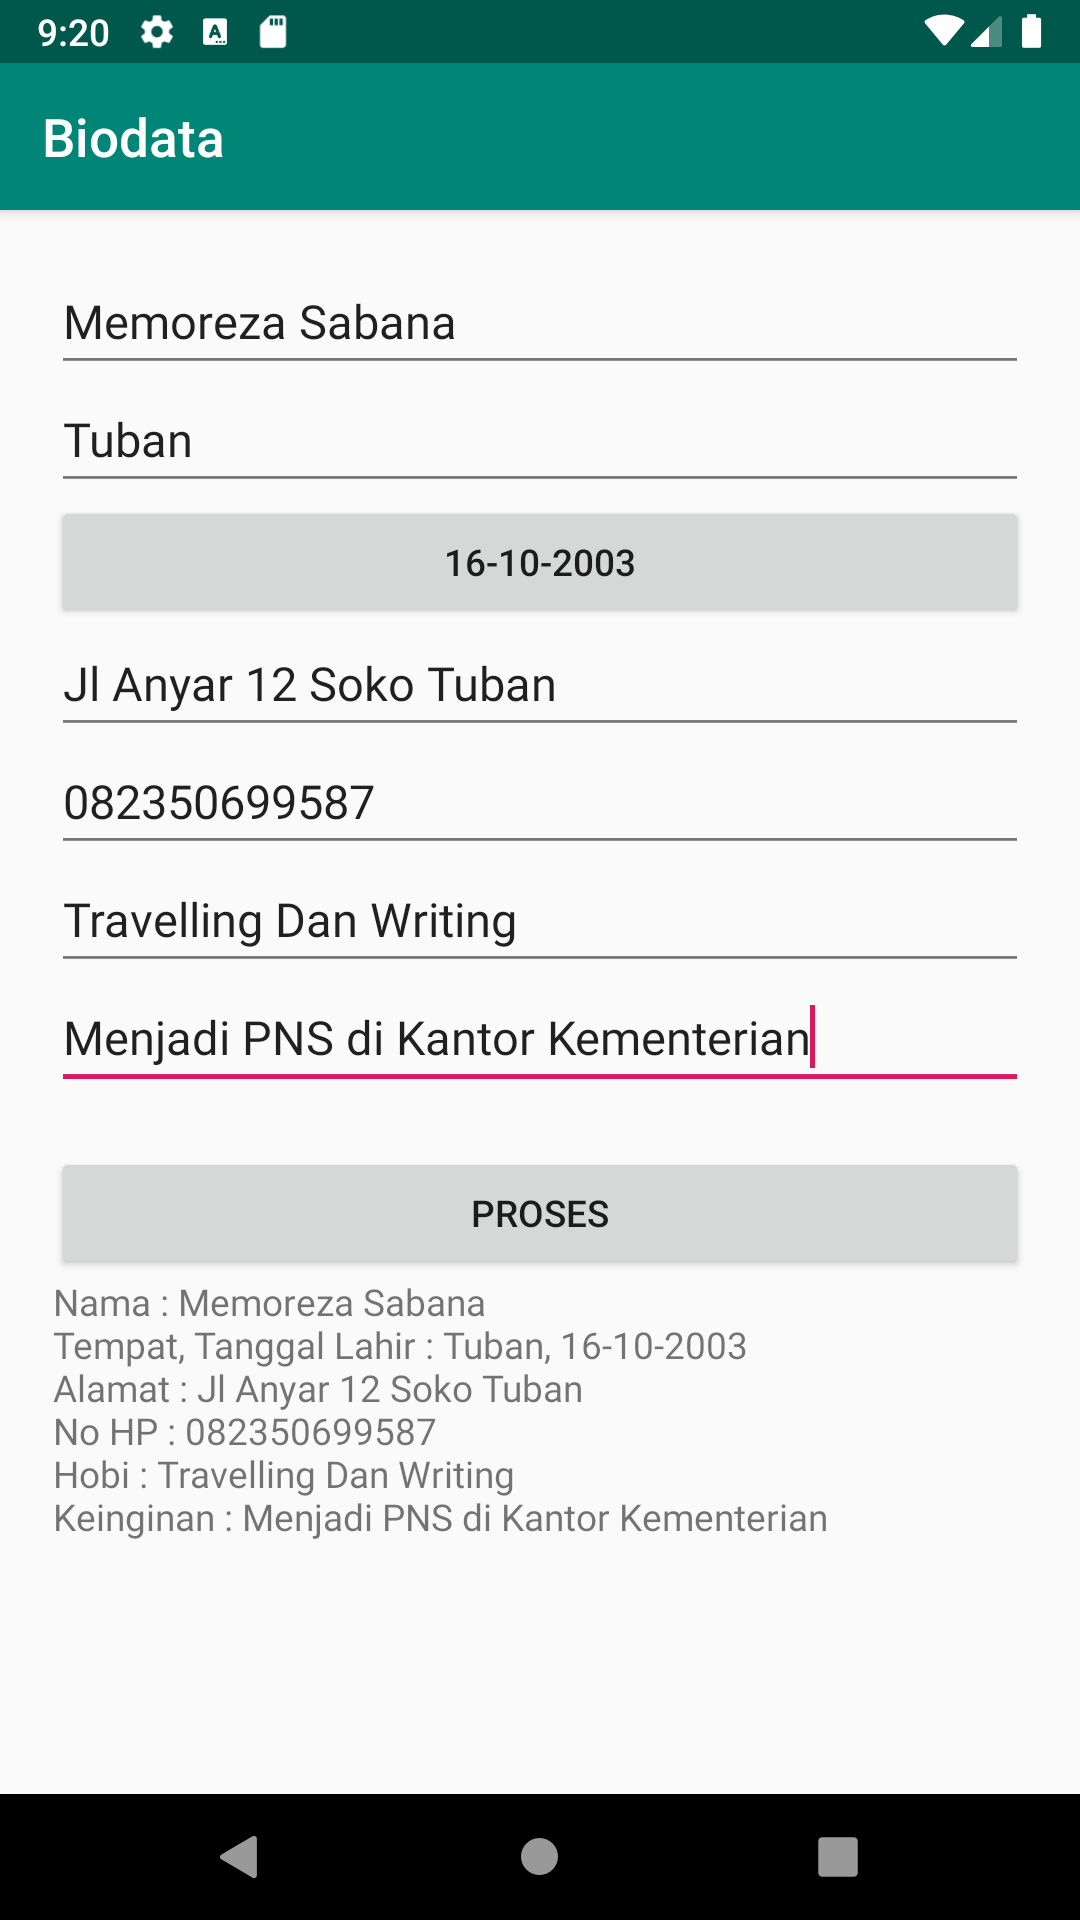 9:20
Biodata
Memoreza Sabana
Tuban
16-10-2003
Jl Anyar 12 Soko Tuban
082350699587
Travelling Dan Writing
Menjadi PNS di Kantor Kementerian
PROSES
Nama : Memoreza Sabana
Tempat, Tanggal Lahir : Tuban, 16-10-2003
Alamat : Jl Anyar 12 Soko Tuban
No HP : 082350699587
Hobi : Travelling Dan Writing
Keinginan : Menjadi PNS di Kantor Kementerian